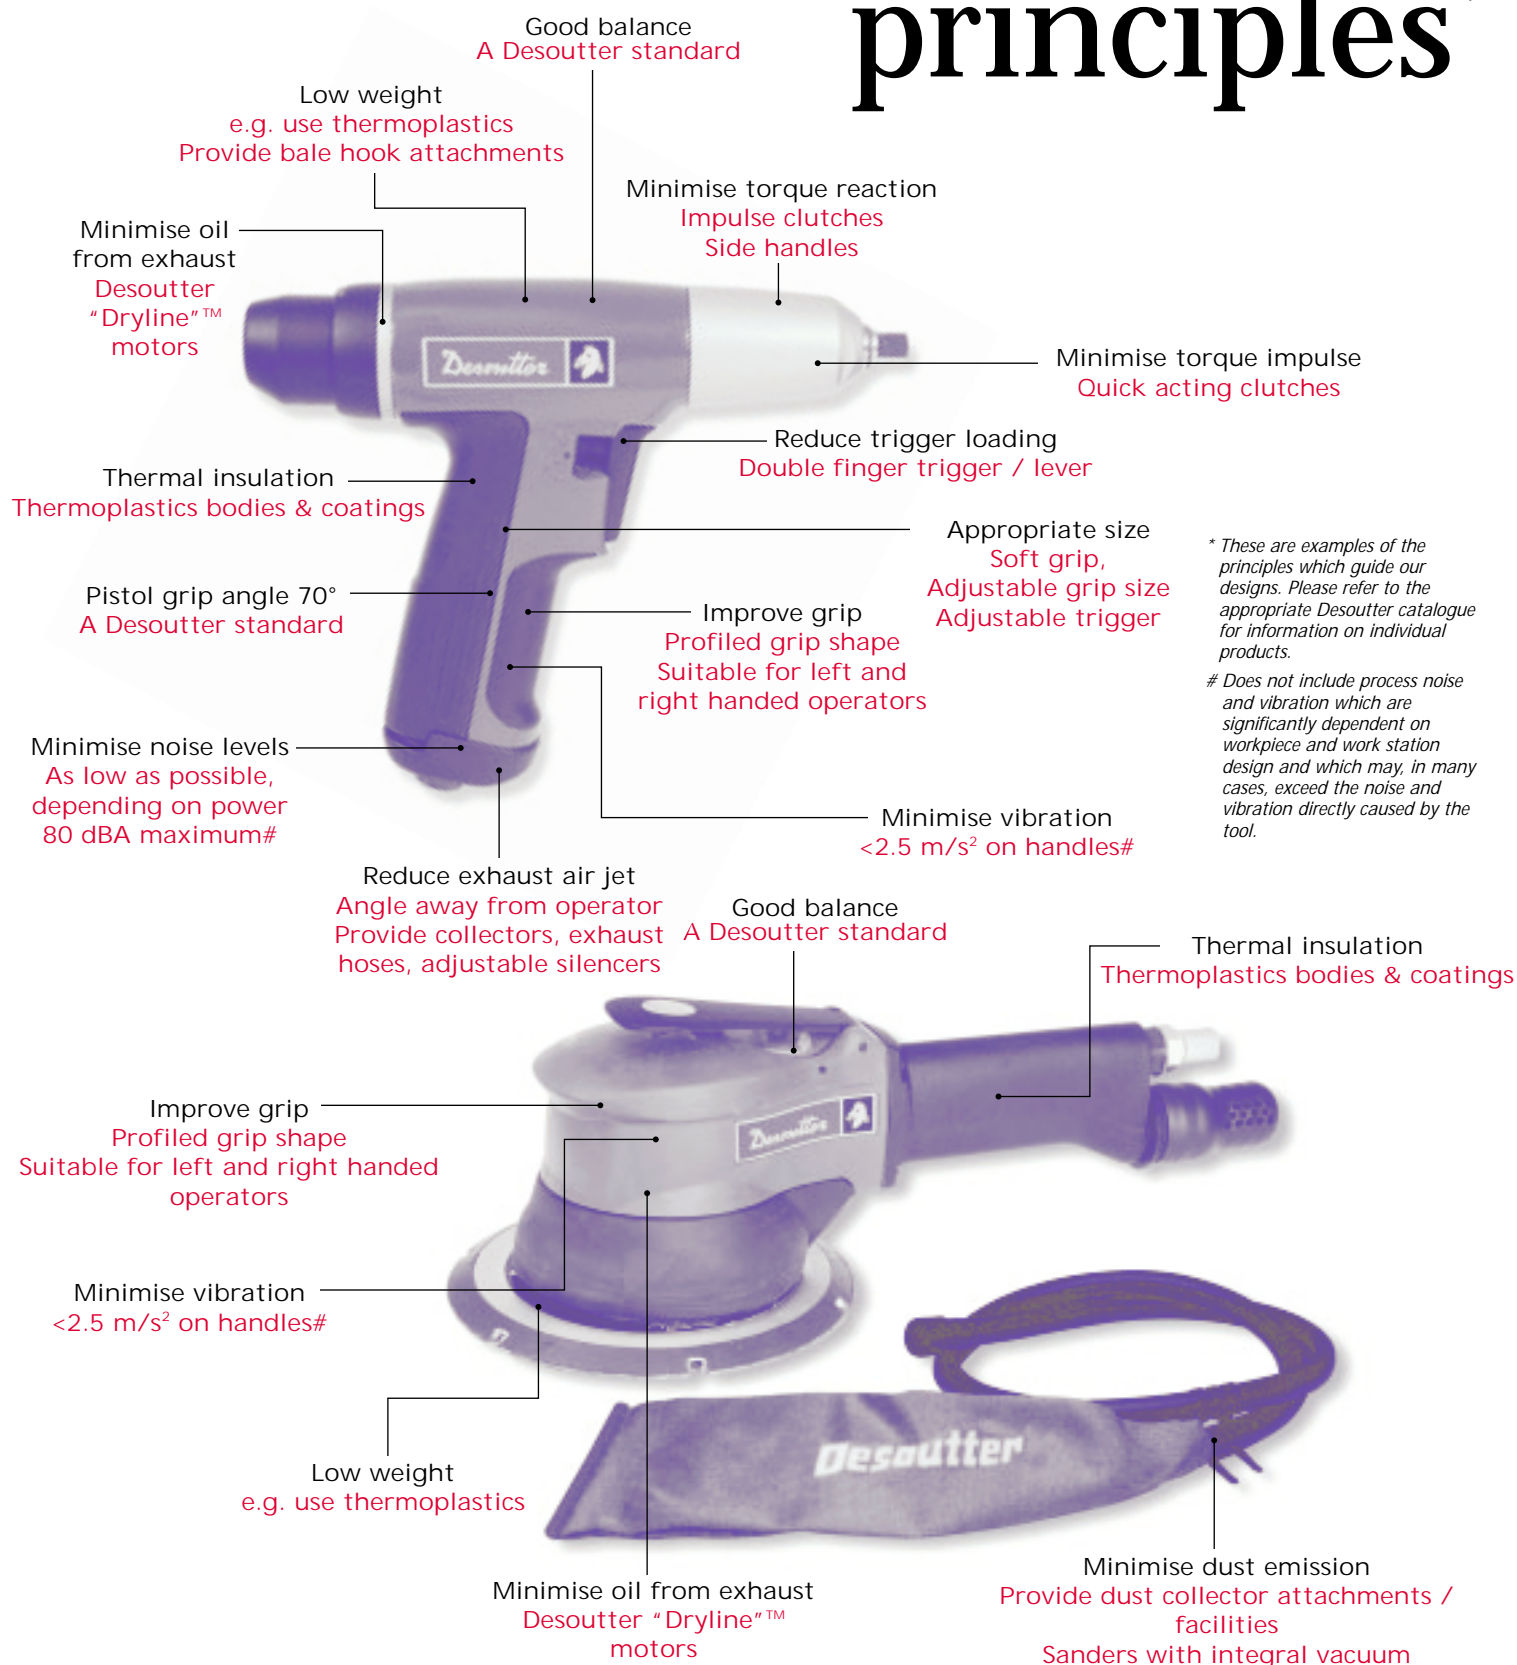 principles*
Good balance
A Desoutter standard
Low weight
e.g. use thermoplastics
Provide bale hook attachments
Minimise torque reaction
Impulse clutches
Side handles
Minimise oil
from exhaust
Desoutter
“Dryline”™
motors
Desoutter
Minimise torque impulse
Quick acting clutches
Reduce trigger loading
Double finger trigger / lever
Thermal insulation
Thermoplastics bodies & coatings
Appropriate size
Soft grip,
Adjustable grip size
Adjustable trigger
* These are examples of the
principles which guide our
designs. Please refer to the
appropriate Desoutter catalogue
for information on individual
products.
# Does not include process noise
and vibration which are
significantly dependent on
workpiece and work station
design and which may, in many
cases, exceed the noise and
vibration directly caused by the
tool.
Pistol grip angle 70°
A Desoutter standard
Improve grip
Profiled grip shape
Suitable for left and
right handed operators
Minimise noise levels
As low as possible,
depending on power
80 dBA maximum#
Minimise vibration
<2.5 m/s² on handles#
Reduce exhaust air jet
Angle away from operator
Provide collectors, exhaust
hoses, adjustable silencers
Good balance
A Desoutter standard
Thermal insulation
Thermoplastics bodies & coatings
Improve grip
Profiled grip shape
Suitable for left and right handed
operators
Desoutter
Minimise vibration
<2.5 m/s² on handles#
Low weight
e.g. use thermoplastics
Desoutter
Minimise oil from exhaust
Desoutter “Dryline”™
motors
Minimise dust emission
Provide dust collector attachments /
facilities
Sanders with integral vacuum